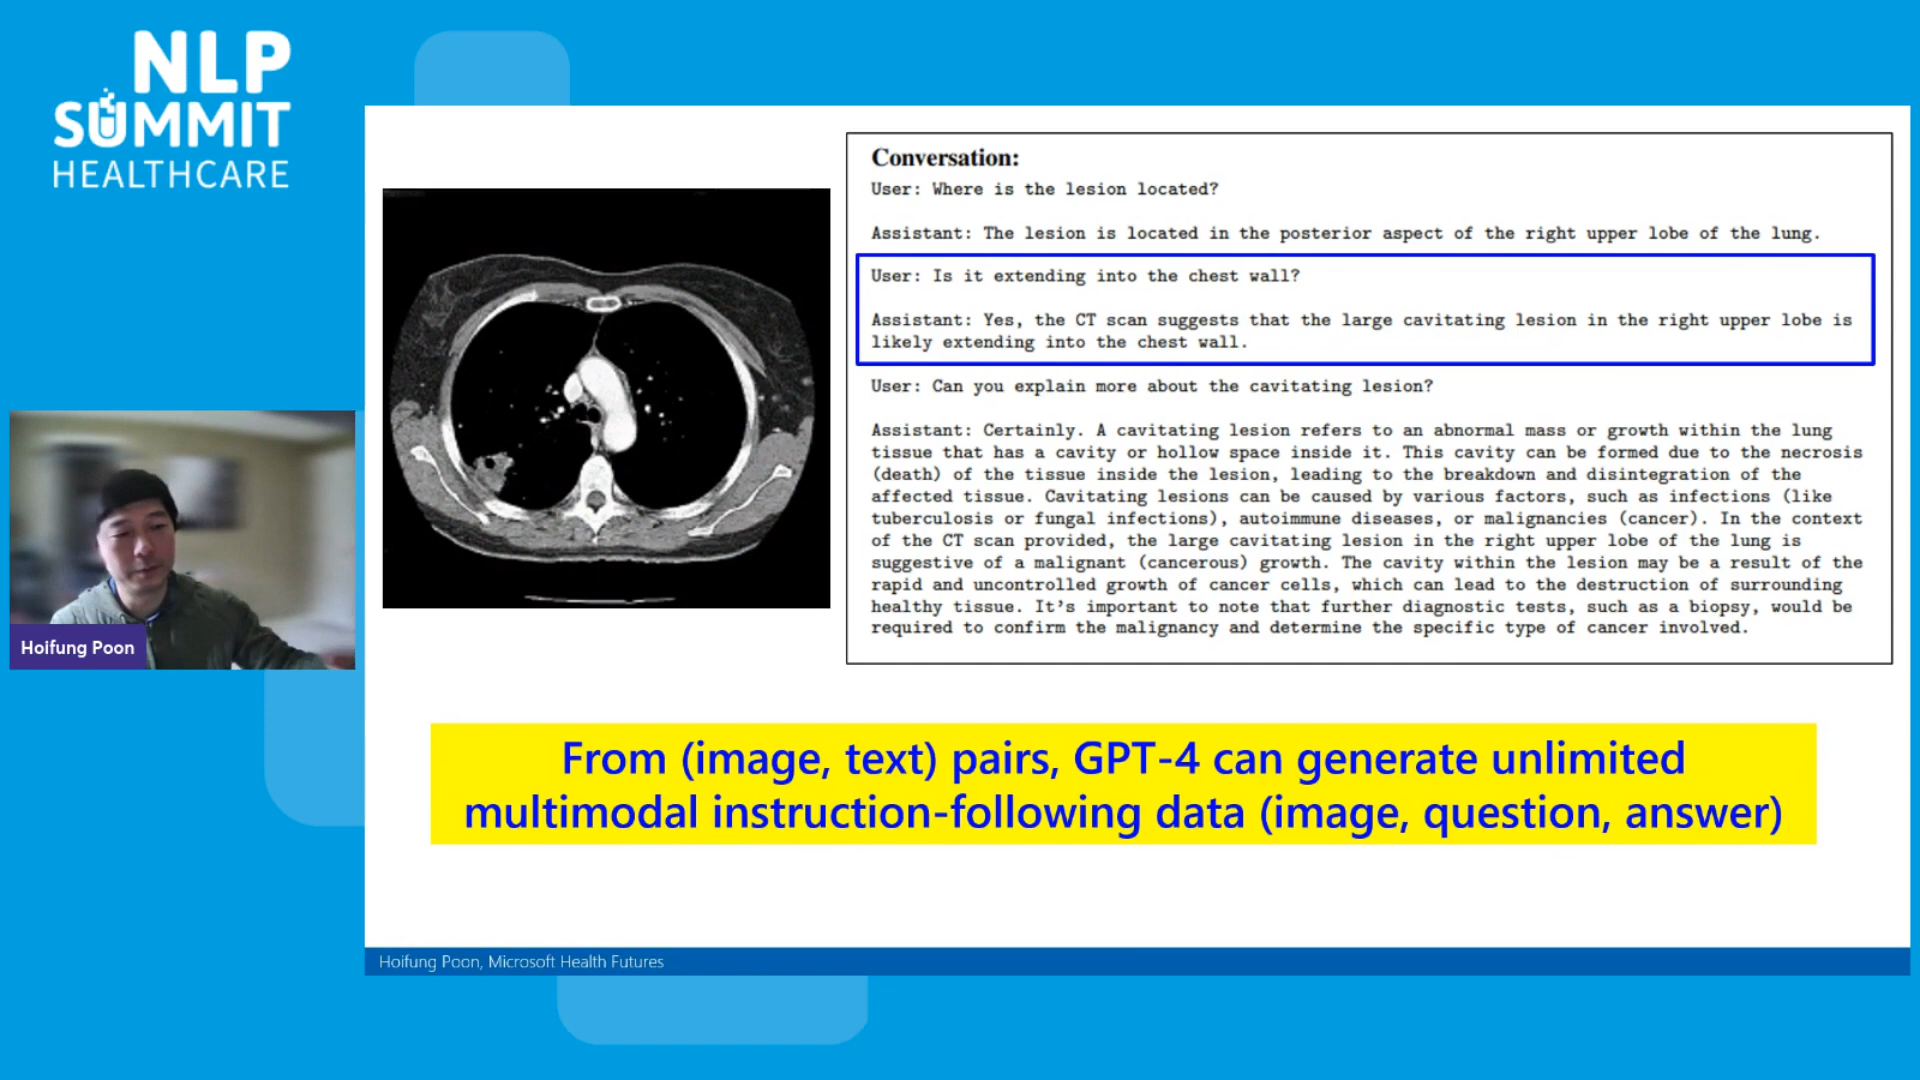 NLP
SUMMIT
HEALTHCARE
Conversation:
User: Where is the lesion located?
Assistant: The lesion is located in the posterior aspect of the right upper lobe of the lung.
User: Is it extending into the chest wall?
Assistant: Yes, the CT scan suggests that the large cavitating lesion in the right upper lobe is
likely extending into the chest wall.
User: Can you explain more about the cavitating lesion?
Assistant: Certainly. A cavitating lesion refers to an abnormal mass or growth within the lung
tissue that has a cavity or hollow space inside it. This cavity can be formed due to the necrosis
(death) of the tissue inside the lesion, leading to the breakdown and disintegration of the
affected tissue. Cavitating lesions can be caused by various factors, such as infections (like
tuberculosis or fungal infections), autoimmune diseases, or malignancies (cancer). In the context
of the CT scan provided, the large cavitating lesion in the right upper lobe of the lung is
suggestive of a malignant (cancerous) growth. The cavity within the lesion may be a result of the
rapid and uncontrolled growth of cancer cells, which can lead to the destruction of surrounding
healthy tissue. It's important to note that further diagnostic tests, such as a biopsy, would be
required to confirm the malignancy and determine the specific type of cancer involved.
Hoifung Poon
From (image, text) pairs, GPT-4 can generate unlimited
multimodal instruction-following data (image, question, answer)
Hoifung Poon, Microsoft Health Futures